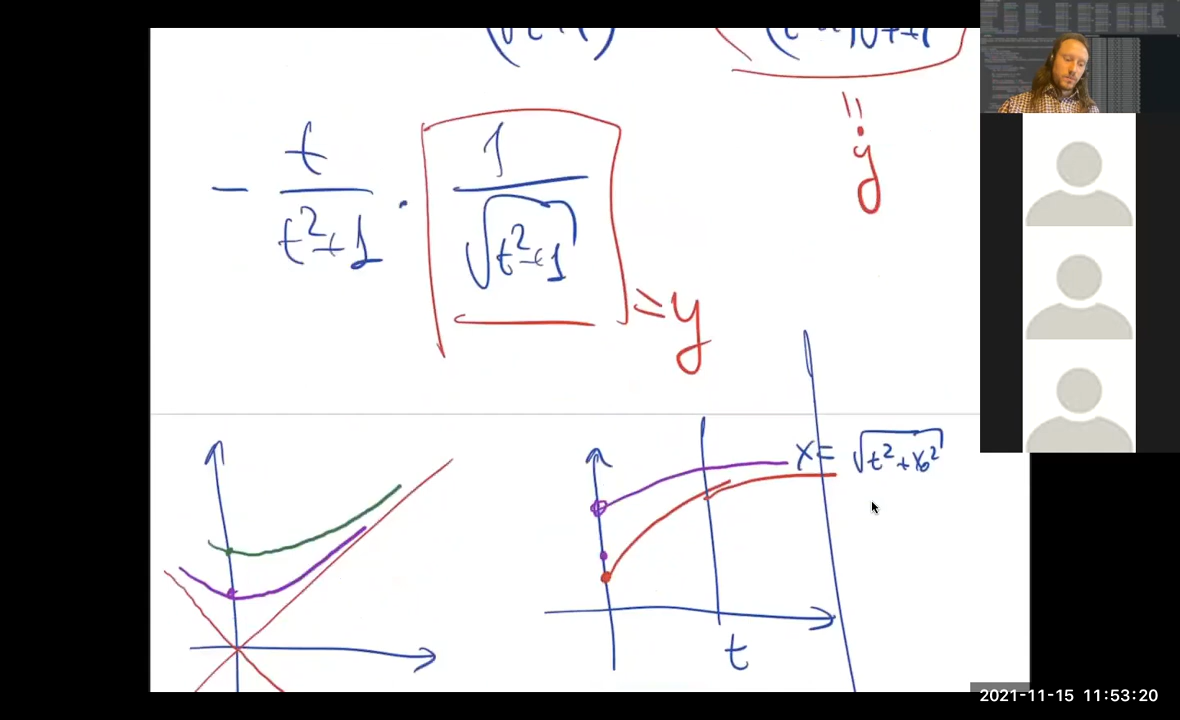 - t/(t²+1) · 1/√(t²+1) = y
ẏ
x = √(t²+x₀²)
t
2021-11-15 11:53:20